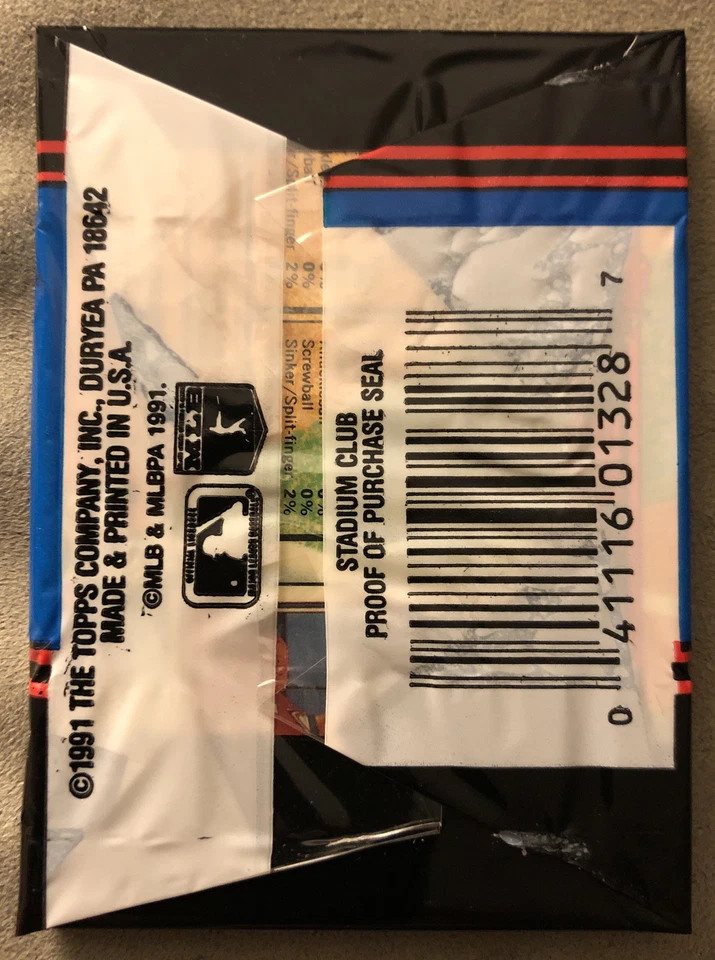 ©1991 THE TOPPS COMPANY, INC., DURYEA PA 18642
MADE & PRINTED IN U.S.A.
©MLB & MLBPA 1991.
/Split-finger 2%
0%
Screwball 0%
Sinker/Split-finger 2%
STADIUM CLUB
PROOF OF PURCHASE SEAL
0 41116 01328 7